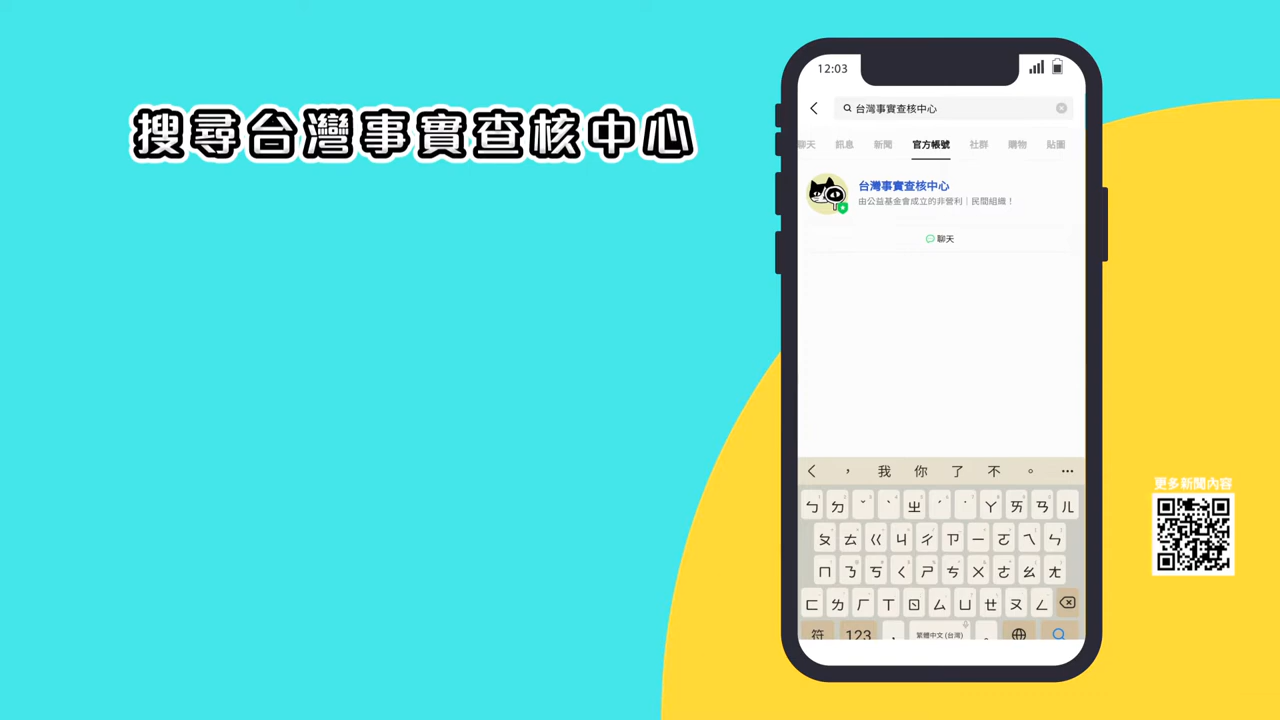 搜尋台灣事實查核中心
12:03
台灣事實查核中心
聊天 訊息 新聞 官方帳號 社群 購物 貼圖
台灣事實查核中心
由公益基金會成立的非營利｜民間組織！
聊天
， 我 你 了 不 。 …
ㄅ ㄉ ˇ ˋ ㄓ ˊ ˙ ㄚ ㄞ ㄢ ㄦ
ㄆ ㄊ ㄍ ㄐ ㄔ ㄗ ㄧ ㄛ ㄟ ㄣ
ㄇ ㄋ ㄎ ㄑ ㄕ ㄘ ㄨ ㄜ ㄠ ㄤ
ㄈ ㄌ ㄏ ㄒ ㄖ ㄙ ㄩ ㄝ ㄡ ㄥ
符 123 ， 繁體中文 (台灣) 。
更多新聞內容